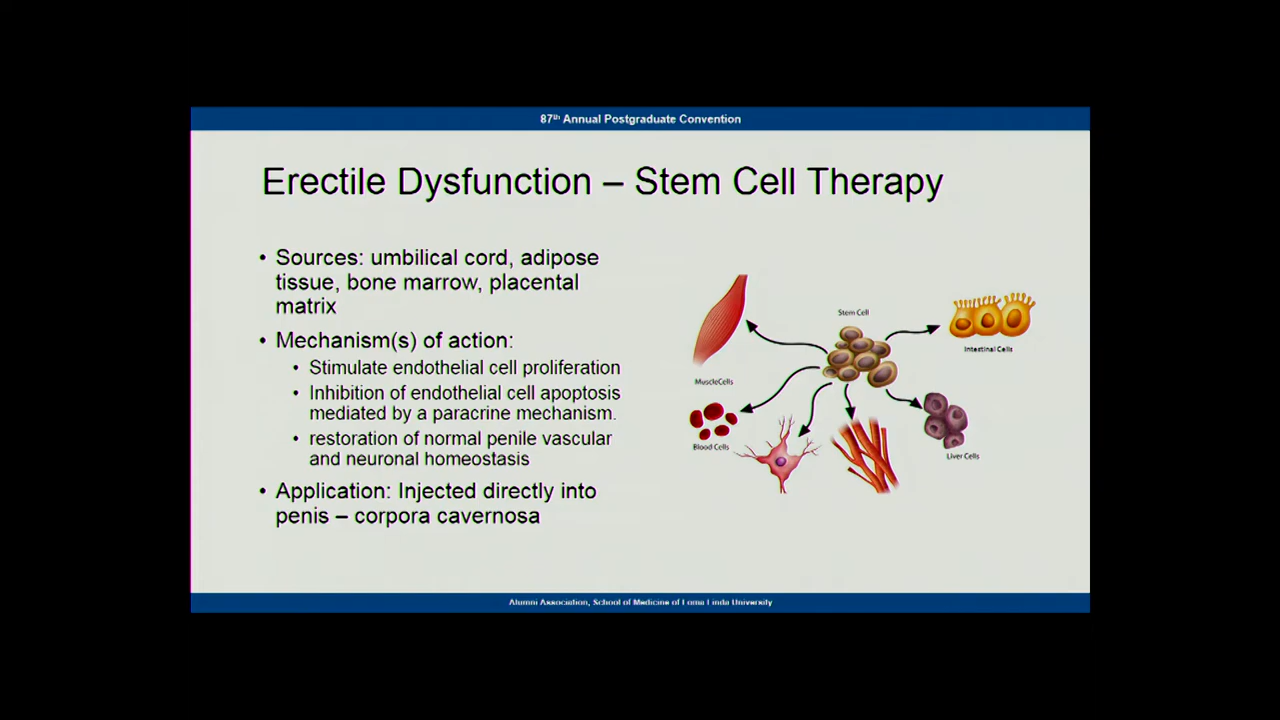 87th Annual Postgraduate Convention
Erectile Dysfunction – Stem Cell Therapy
• Sources: umbilical cord, adipose
tissue, bone marrow, placental
matrix
• Mechanism(s) of action:
• Stimulate endothelial cell proliferation
• Inhibition of endothelial cell apoptosis
mediated by a paracrine mechanism.
• restoration of normal penile vascular
and neuronal homeostasis
• Application: Injected directly into
penis – corpora cavernosa
Stem Cell
Intestinal Cells
MuscleCells
Blood Cells
Liver Cells
Alumni Association, School of Medicine of Loma Linda University